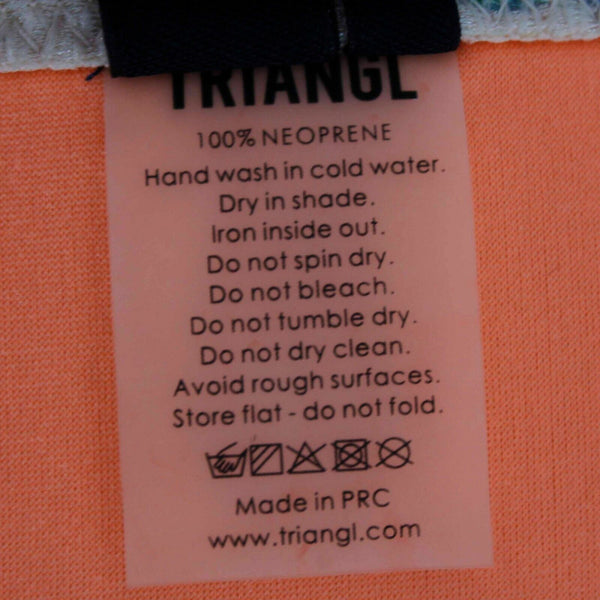 TRIANGL
100% NEOPRENE
Hand wash in cold water.
Dry in shade.
Iron inside out.
Do not spin dry.
Do not bleach.
Do not tumble dry.
Do not dry clean.
Avoid rough surfaces.
Store flat - do not fold.
Made in PRC
www.triangl.com